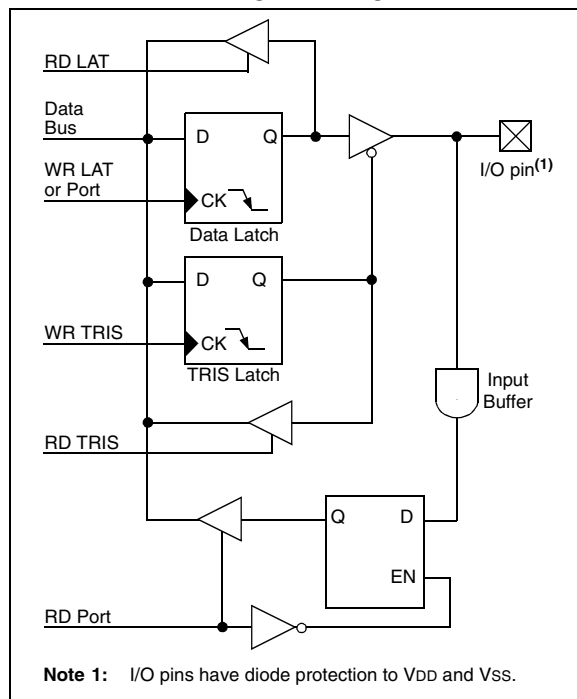 RD LAT
Data
Bus
D Q
WR LAT
or Port
CK
Data Latch
I/O pin(1)
D Q
WR TRIS
CK
TRIS Latch
Input
Buffer
RD TRIS
Q D
EN
RD Port
Note 1: I/O pins have diode protection to VDD and VSS.